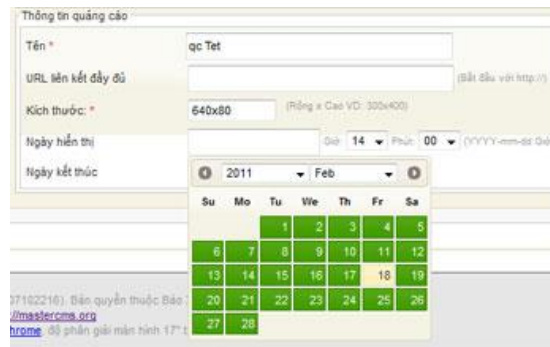 Thông tin quảng cáo
Tên *
qc Tet
URL liên kết đầy đủ
(Bắt đầu với http://)
Kích thước: *
640x80
(Rộng x Cao VD: 300x400)
Ngày hiển thị
Giờ 14 Phút 00 (YYYY-mm-dd Giờ
Ngày kết thúc
2011 Feb
Su Mo Tu We Th Fr Sa
1 2 3 4 5
6 7 8 9 10 11 12
13 14 15 16 17 18 19
20 21 22 23 24 25 26
27 28
07102216). Bản quyền thuộc Báo
//mastercms.org
hrome, độ phân giải màn hình 17"